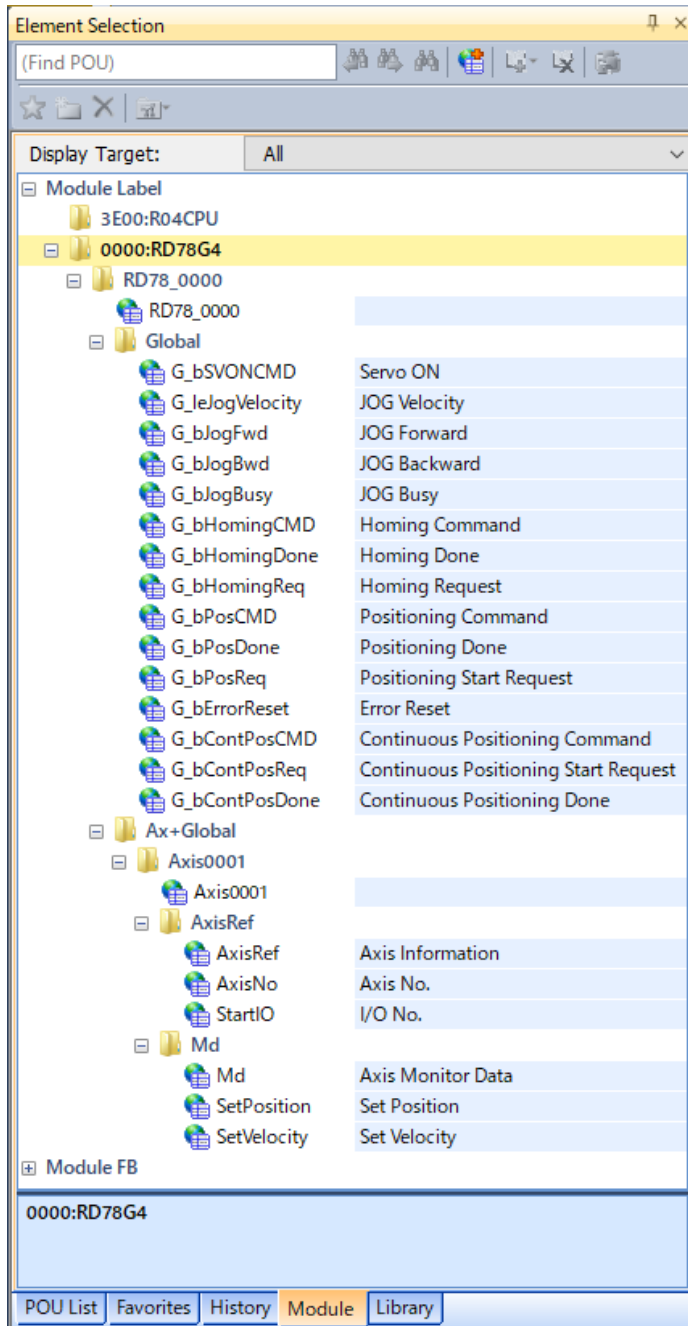 Element Selection
(Find POU)
Display Target: All
Module Label
3E00:R04CPU
0000:RD78G4
RD78_0000
RD78_0000
Global
G_bSVONCMD Servo ON
G_leJogVelocity JOG Velocity
G_bJogFwd JOG Forward
G_bJogBwd JOG Backward
G_bJogBusy JOG Busy
G_bHomingCMD Homing Command
G_bHomingDone Homing Done
G_bHomingReq Homing Request
G_bPosCMD Positioning Command
G_bPosDone Positioning Done
G_bPosReq Positioning Start Request
G_bErrorReset Error Reset
G_bContPosCMD Continuous Positioning Command
G_bContPosReq Continuous Positioning Start Request
G_bContPosDone Continuous Positioning Done
Ax+Global
Axis0001
Axis0001
AxisRef
AxisRef Axis Information
AxisNo Axis No.
StartIO I/O No.
Md
Md Axis Monitor Data
SetPosition Set Position
SetVelocity Set Velocity
Module FB
0000:RD78G4
POU List Favorites History Module Library